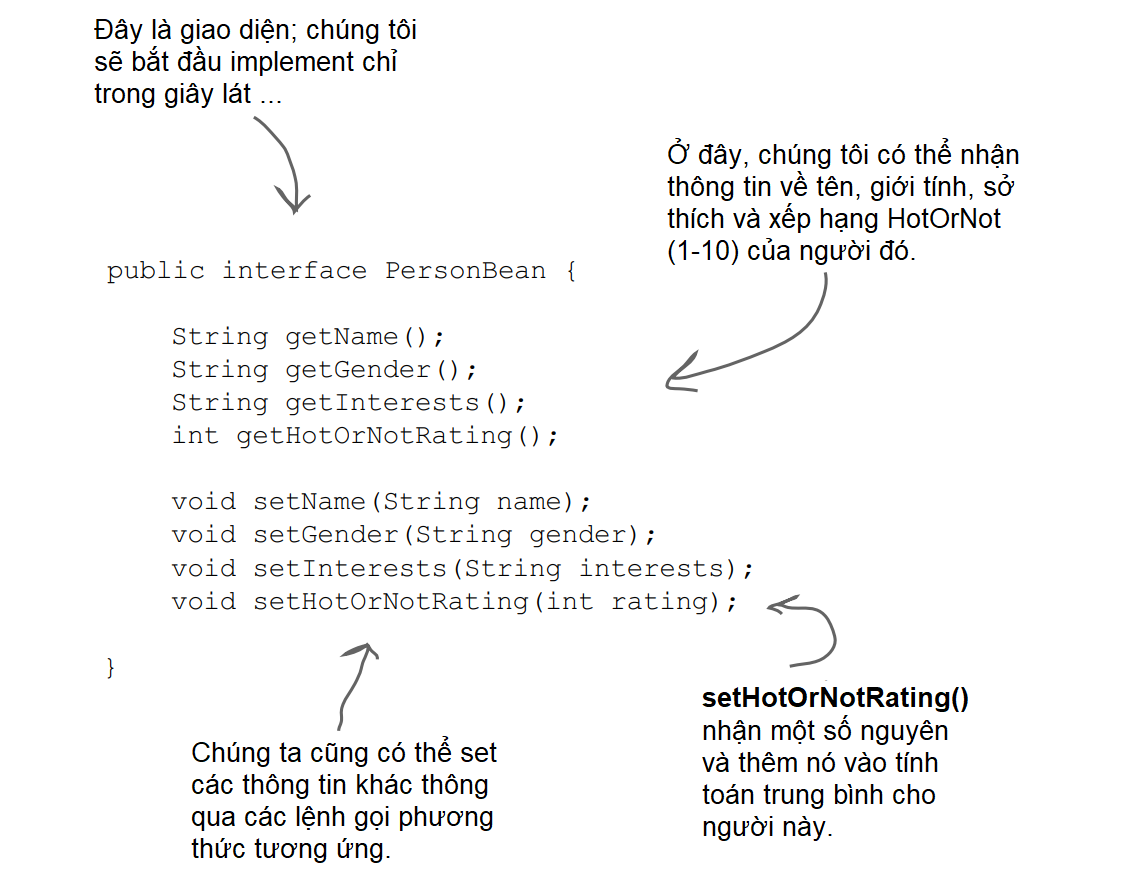 Đây là giao diện; chúng tôi
sẽ bắt đầu implement chỉ
trong giây lát ...
Ở đây, chúng tôi có thể nhận
thông tin về tên, giới tính, sở
thích và xếp hạng HotOrNot
(1-10) của người đó.
public interface PersonBean {
String getName();
String getGender();
String getInterests();
int getHotOrNotRating();
void setName(String name);
void setGender(String gender);
void setInterests(String interests);
void setHotOrNotRating(int rating);
}
setHotOrNotRating()
nhận một số nguyên
và thêm nó vào tính
toán trung bình cho
người này.
Chúng ta cũng có thể set
các thông tin khác thông
qua các lệnh gọi phương
thức tương ứng.